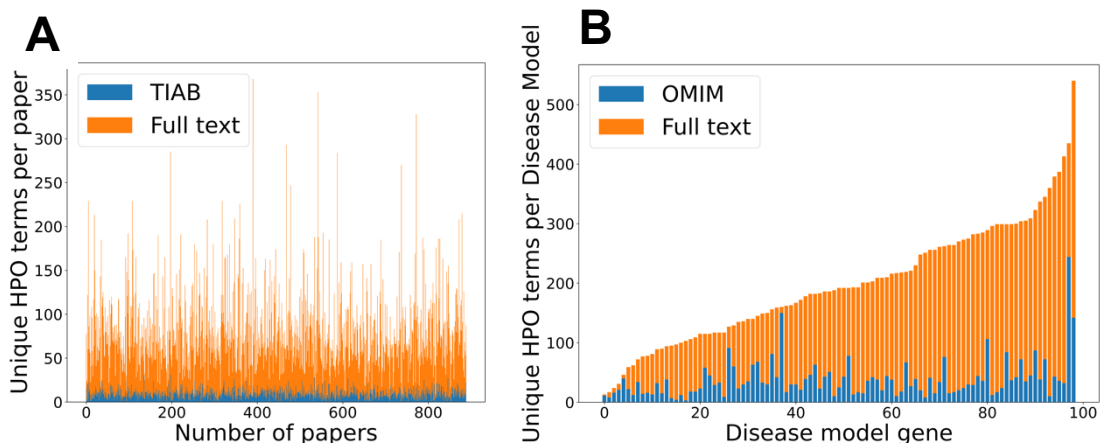 A
Unique HPO terms per paper
350
300
250
200
150
100
50
0
TIAB
Full text
0
200
400
600
800
Number of papers
B
Unique HPO terms per Disease Model
500
400
300
200
100
0
OMIM
Full text
0
20
40
60
80
100
Disease model gene